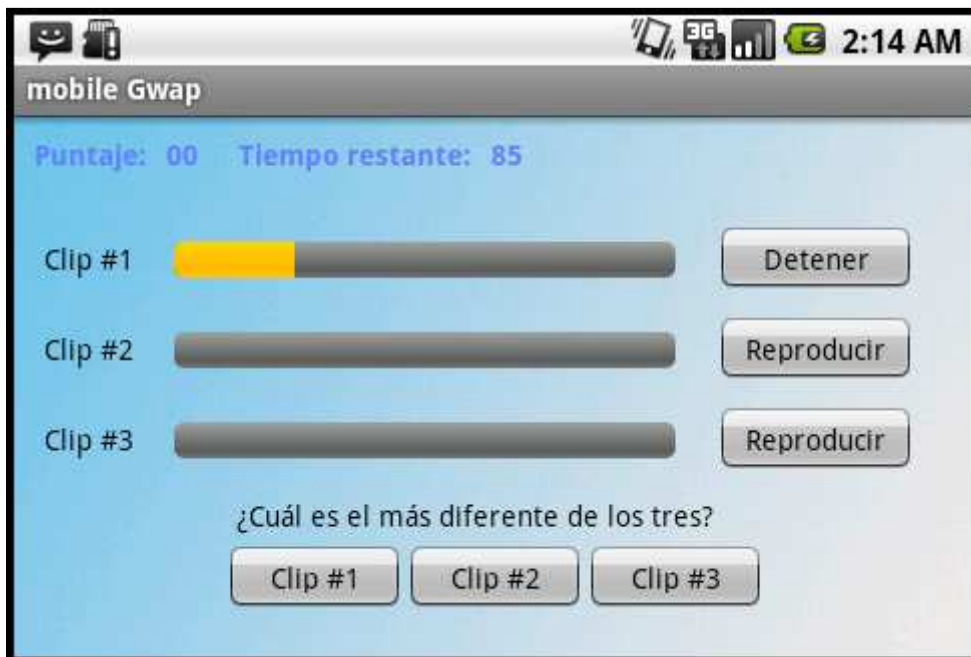 3G 2:14 AM
mobile Gwap
Puntaje: 00 Tiempo restante: 85
Clip #1 Detener
Clip #2 Reproducir
Clip #3 Reproducir
¿Cuál es el más diferente de los tres?
Clip #1 Clip #2 Clip #3